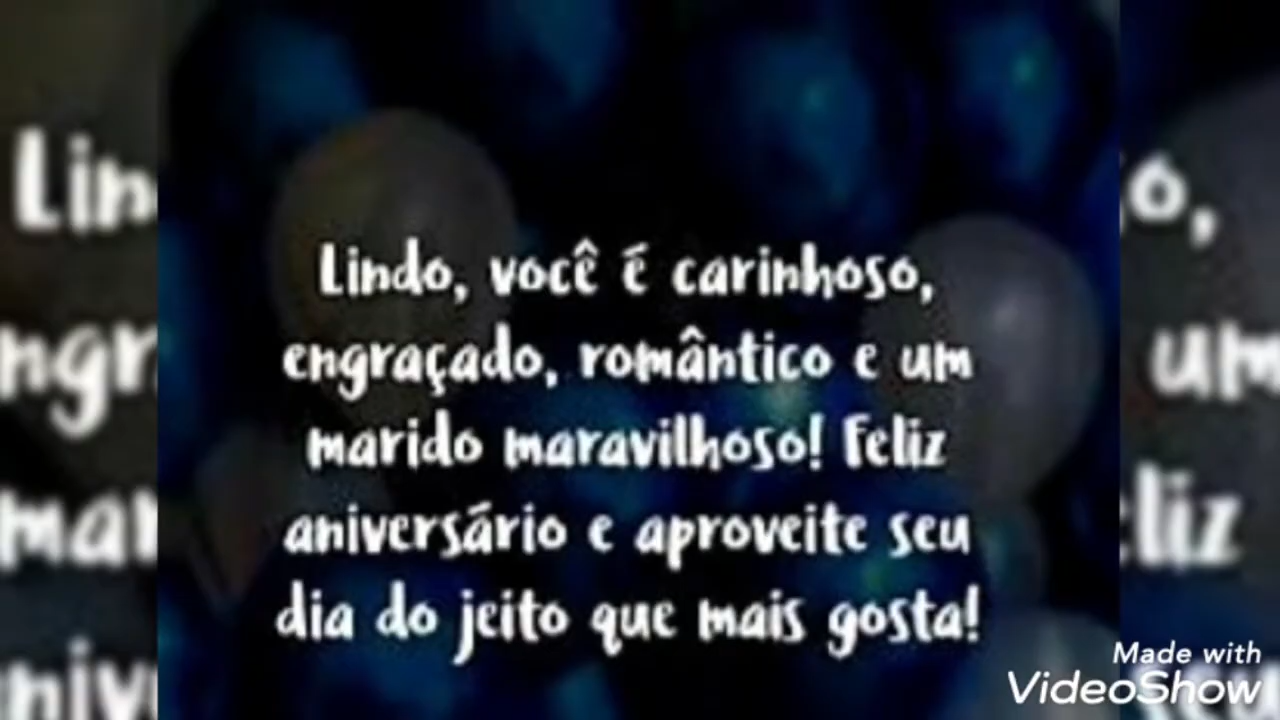 Lindo, você é carinhoso,
engraçado, romântico e um
marido maravilhoso! Feliz
aniversário e aproveite seu
dia do jeito que mais gosta!
Made with
VideoShow